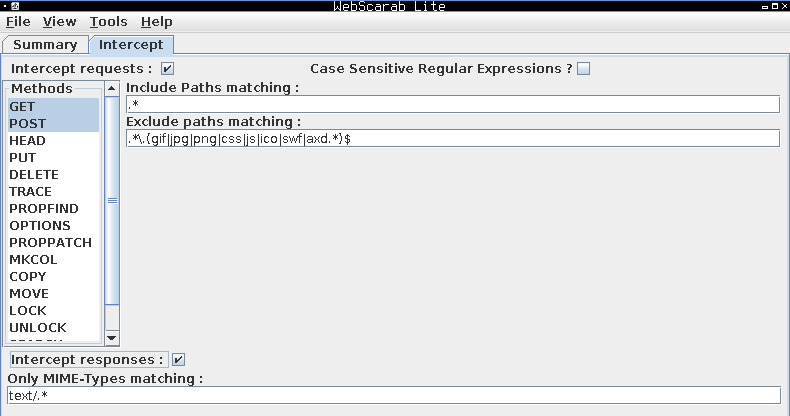 WebScarab Lite
File View Tools Help
Summary Intercept
Intercept requests : Case Sensitive Regular Expressions ?
Methods
Include Paths matching :
GET
.*
POST
Exclude paths matching :
HEAD
.*\.(gif|jpg|png|css|js|ico|swf|axd.*)$
PUT
DELETE
TRACE
PROPFIND
OPTIONS
PROPPATCH
MKCOL
COPY
MOVE
LOCK
UNLOCK
Intercept responses :
Only MIME-Types matching :
text/.*